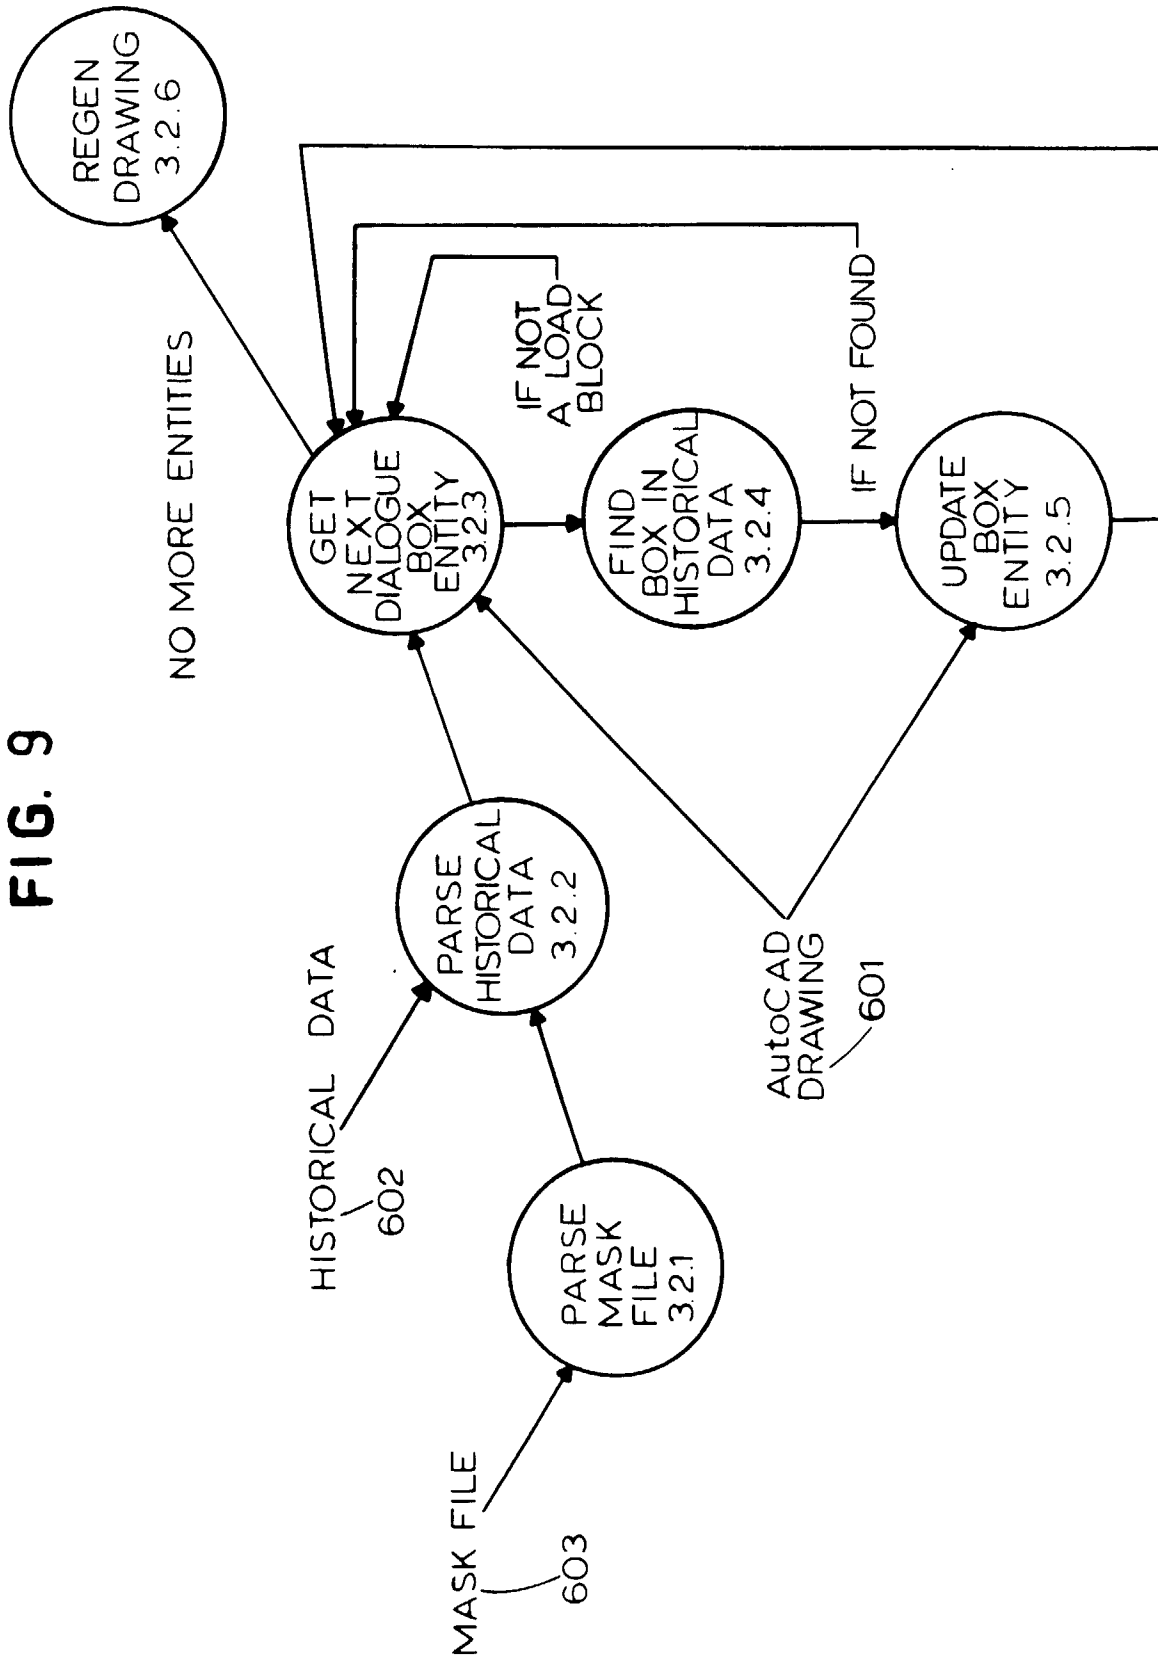 FIG. 9
MASK FILE
603
PARSE
MASK
FILE
3.2.1
HISTORICAL DATA
602
PARSE
HISTORICAL
DATA
3.2.2
AutoCAD
DRAWING
601
NO MORE ENTITIES
GET
NEXT
DIALOGUE
BOX
ENTITY
3.2.3
FIND
BOX IN
HISTORICAL
DATA
3.2.4
UPDATE
BOX
ENTITY
3.2.5
IF NOT
A LOAD
BLOCK
IF NOT FOUND
REGEN
DRAWING
3.2.6